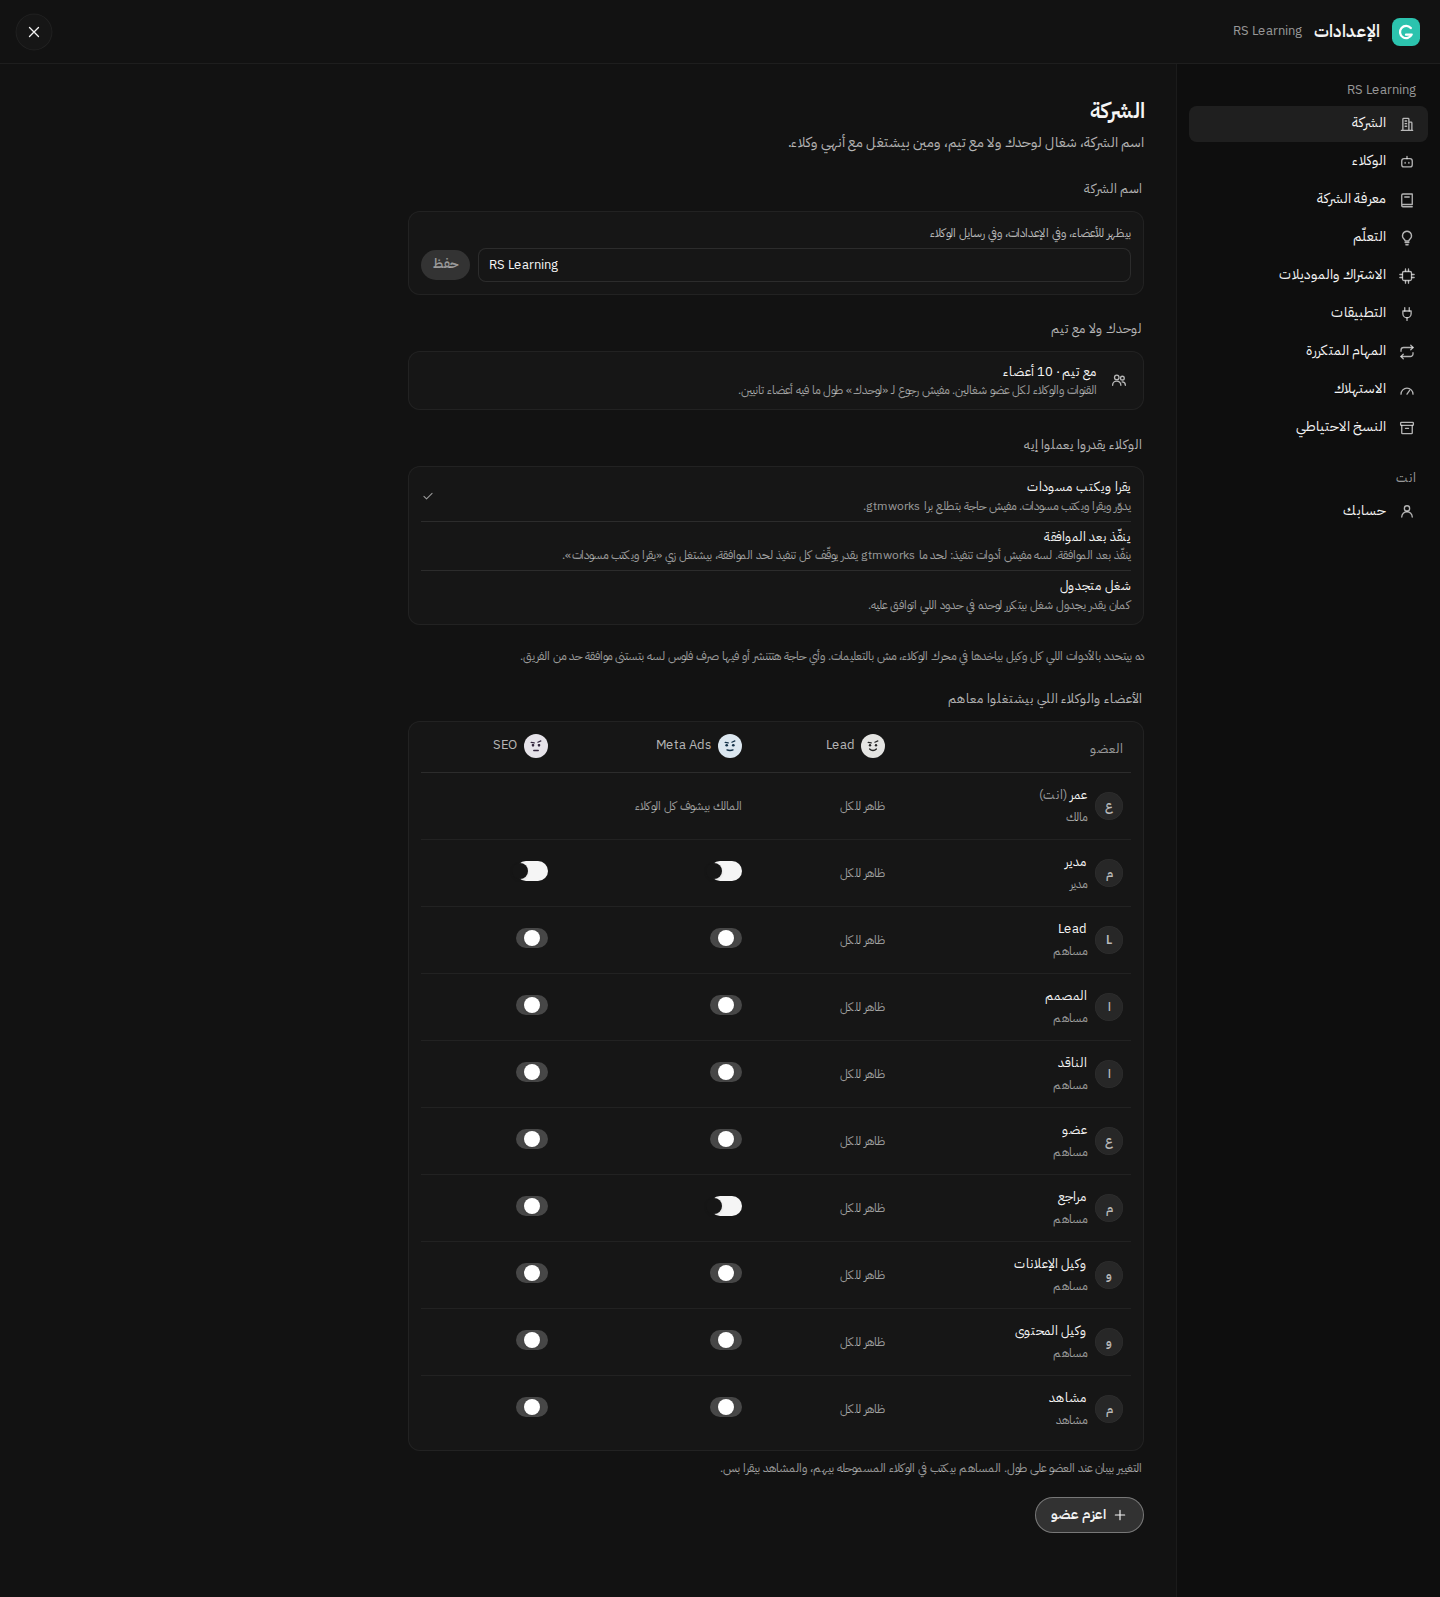 الإعدادات RS Learning
RS Learning
الشركة
الوكلاء
معرفة الشركة
التعلّم
الاشتراك والموديلات
التطبيقات
المهام المتكررة
الاستهلاك
النسخ الاحتياطي
انت
حسابك
الشركة
اسم الشركة، شغال لوحدك ولا مع تيم، ومين بيشتغل مع أنهي وكلاء.
اسم الشركة
بيظهر للأعضاء، وفي الإعدادات، وفي رسايل الوكلاء
RS Learning حفظ
لوحدك ولا مع تيم
مع تيم · 10 أعضاء
القنوات والوكلاء لكل عضو شغالين. مفيش رجوع لـ «لوحدك» طول ما فيه أعضاء تانيين.
الوكلاء يقدروا يعملوا إيه
يقرا ويكتب مسودات
يدوّر ويقرا ويكتب مسودات. مفيش حاجة بتطلع برا gtmworks.
ينفّذ بعد الموافقة
ينفّذ بعد الموافقة. لسه مفيش أدوات تنفيذ: لحد ما gtmworks يقدر يوقّف كل تنفيذ لحد الموافقة، بيشتغل زي «يقرا ويكتب مسودات».
شغل متجدول
كمان يقدر يجدول شغل بيتكرر لوحده في حدود اللي اتوافق عليه.
ده بيتحدد بالأدوات اللي كل وكيل بياخدها في محرك الوكلاء، مش بالتعليمات. وأي حاجة هتتنشر أو فيها صرف فلوس لسه بتستنى موافقة حد من الفريق.
الأعضاء والوكلاء اللي بيشتغلوا معاهم
العضو Lead Meta Ads SEO
ع عمر (انت) ظاهر للكل المالك بيشوف كل الوكلاء
مالك
م مدير ظاهر للكل
مدير
L Lead ظاهر للكل
مساهم
ا المصمم ظاهر للكل
مساهم
ا الناقد ظاهر للكل
مساهم
ع عضو ظاهر للكل
مساهم
م مراجع ظاهر للكل
مساهم
و وكيل الإعلانات ظاهر للكل
مساهم
و وكيل المحتوى ظاهر للكل
مساهم
م مشاهد ظاهر للكل
مشاهد
التغيير بيبان عند العضو على طول. المساهم بيكتب في الوكلاء المسموحله بيهم، والمشاهد بيقرا بس.
اعزم عضو